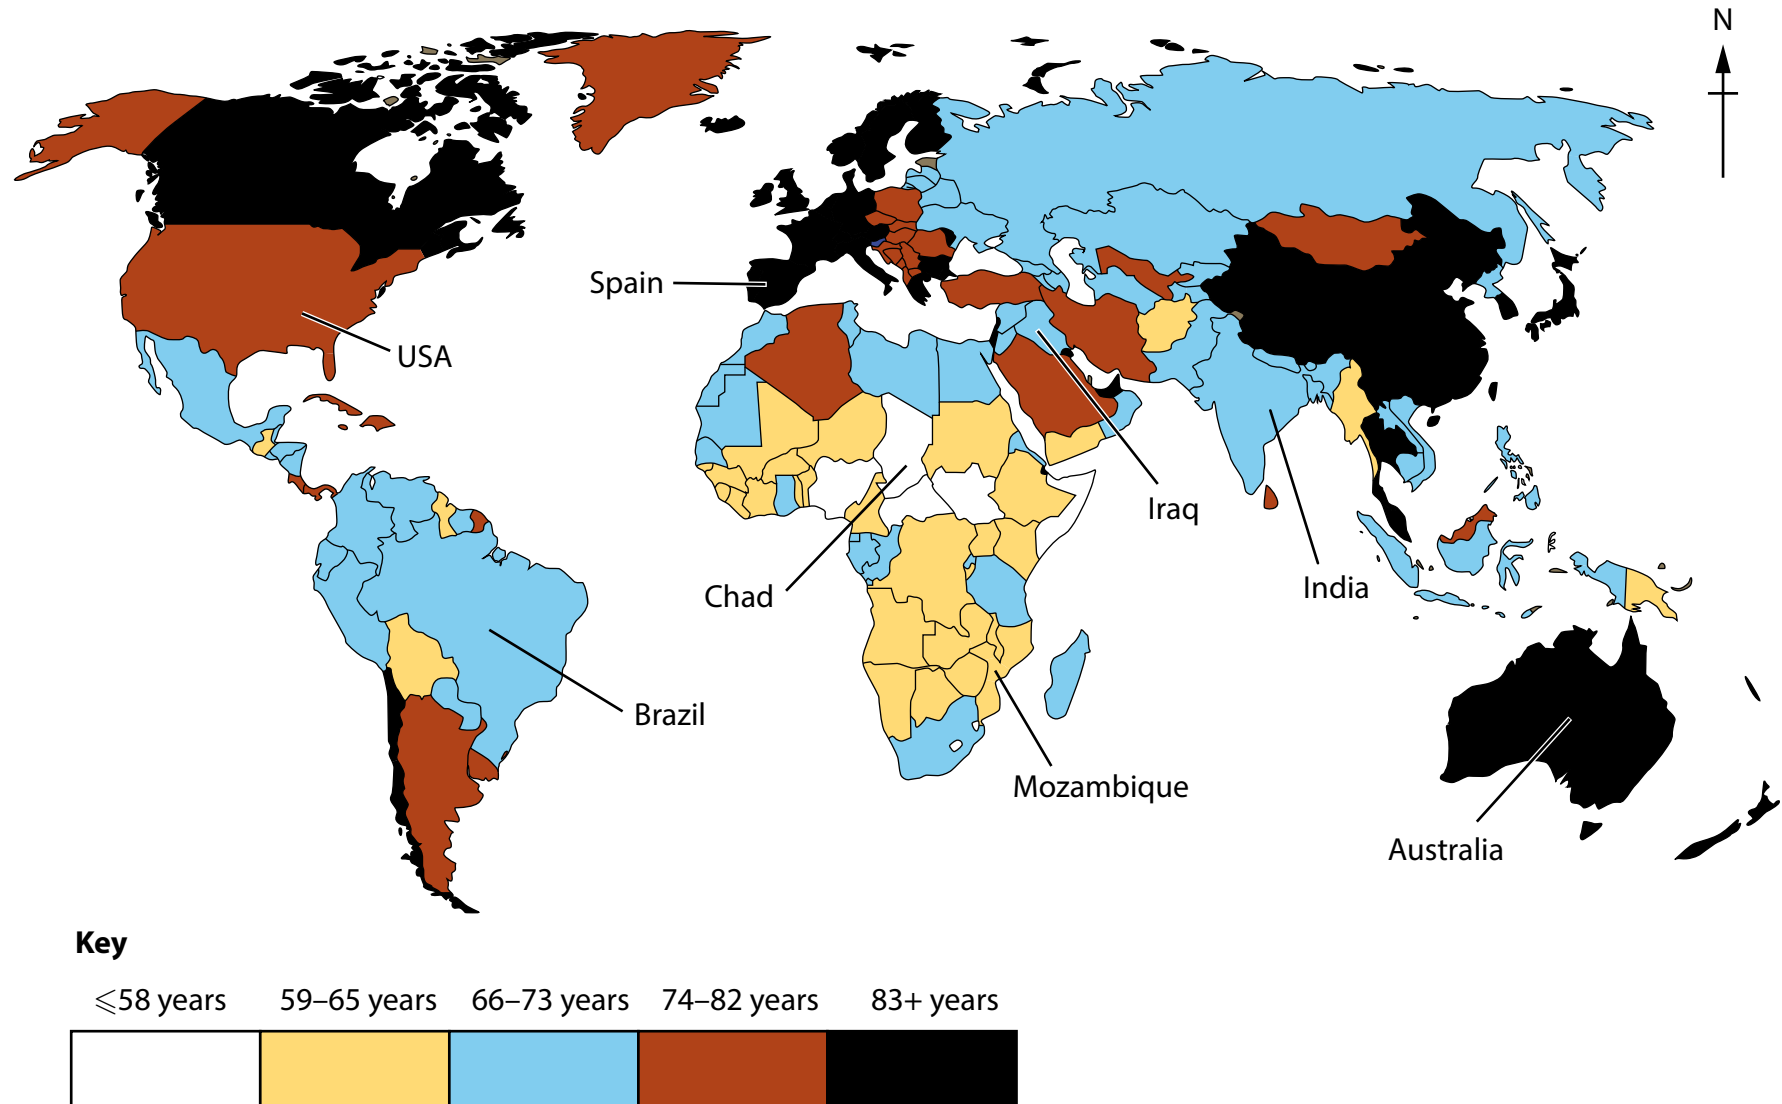 N
Spain
USA
Iraq
India
Chad
Brazil
Mozambique
Australia
Key
⩽58 years
59–65 years
66–73 years
74–82 years
83+ years